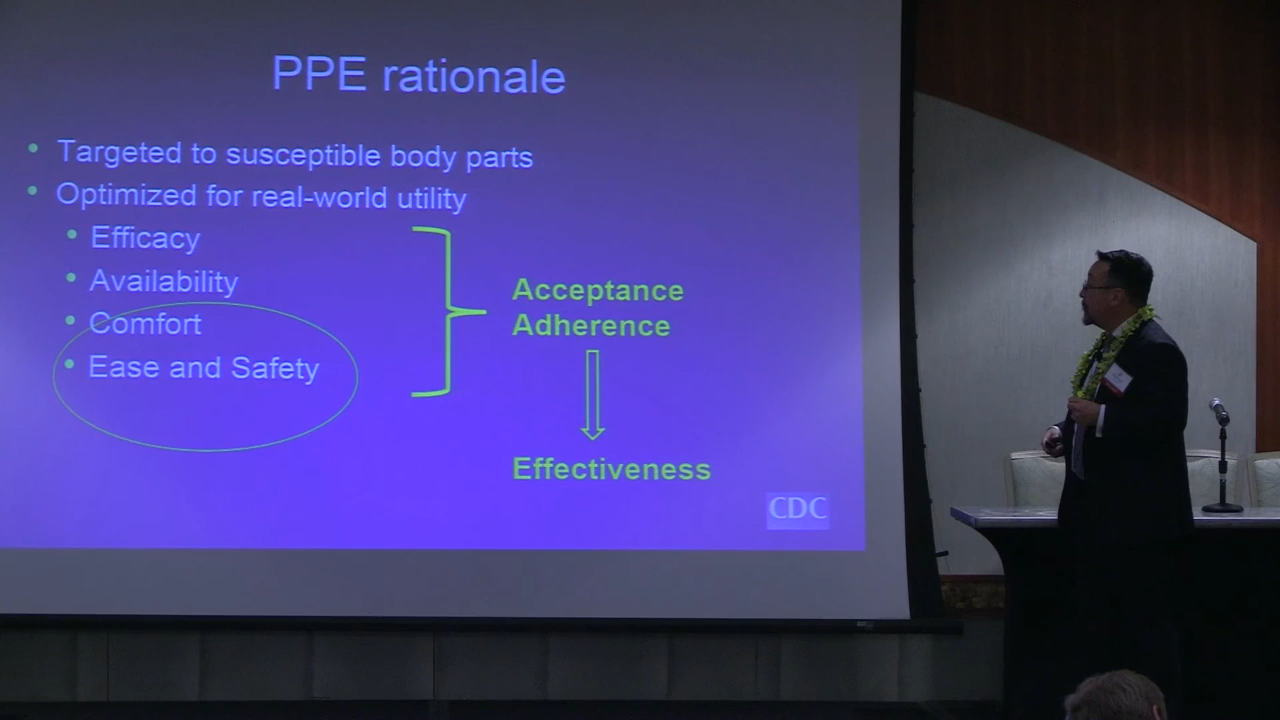 PPE rationale
• Targeted to susceptible body parts
• Optimized for real-world utility
• Efficacy
• Availability
• Comfort
• Ease and Safety
Acceptance
Adherence
Effectiveness
CDC